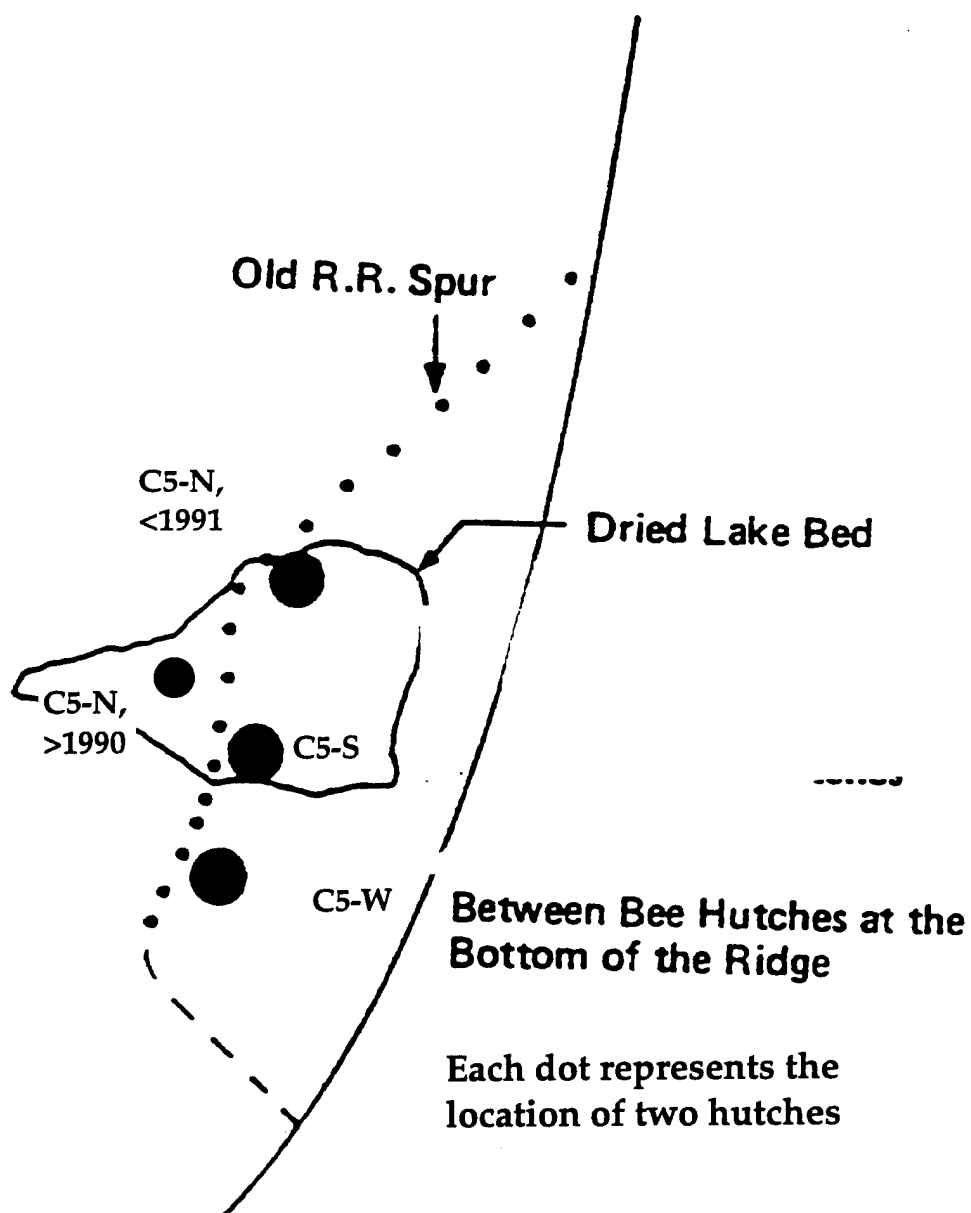 Old R.R. Spur
C5-N,
<1991
Dried Lake Bed
C5-N,
>1990
C5-S
C5-W
Between Bee Hutches at the
Bottom of the Ridge
Each dot represents the
location of two hutches